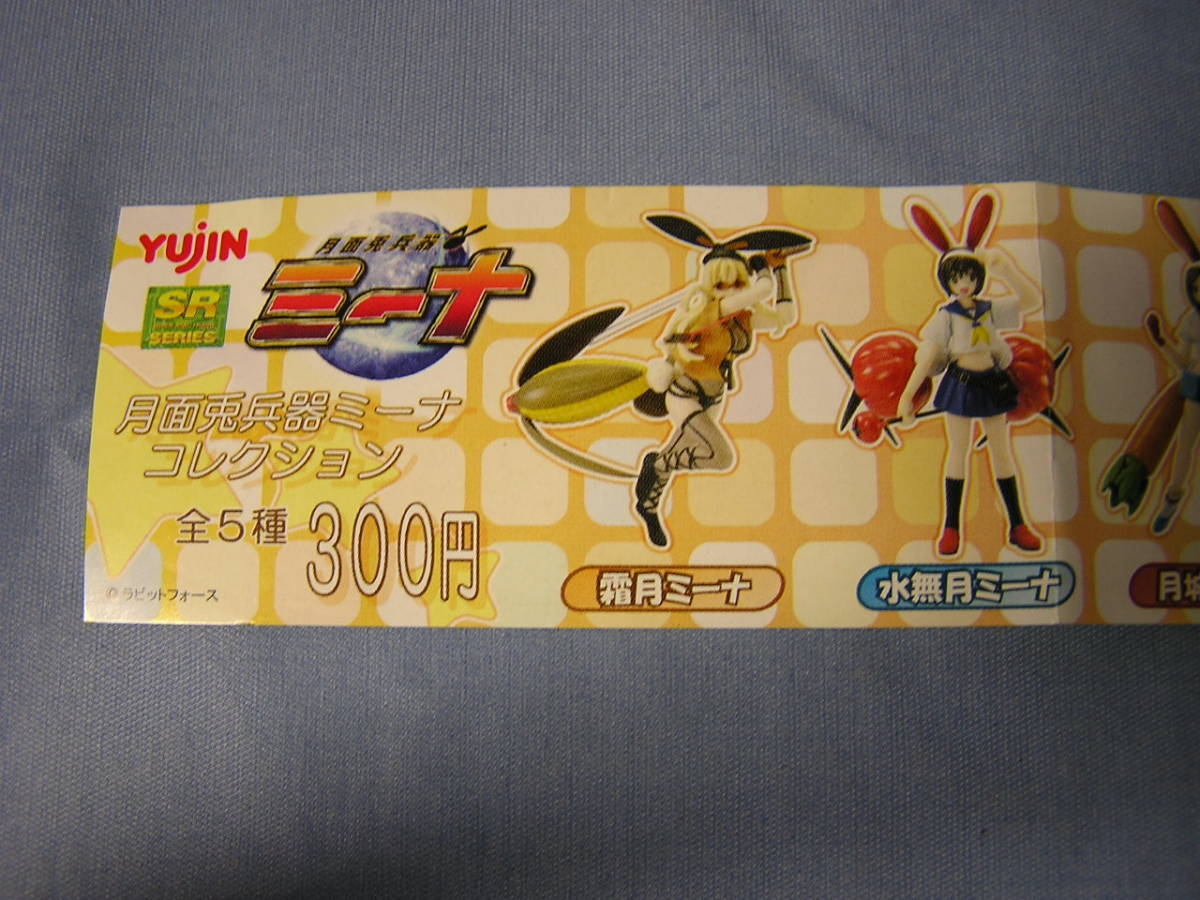 YUJIN
SR
SERIES
月面兎兵器
ミーナ
月面兎兵器ミーナ
コレクション
全5種 300円
©ラビットフォース
霜月ミーナ
水無月ミーナ
月城